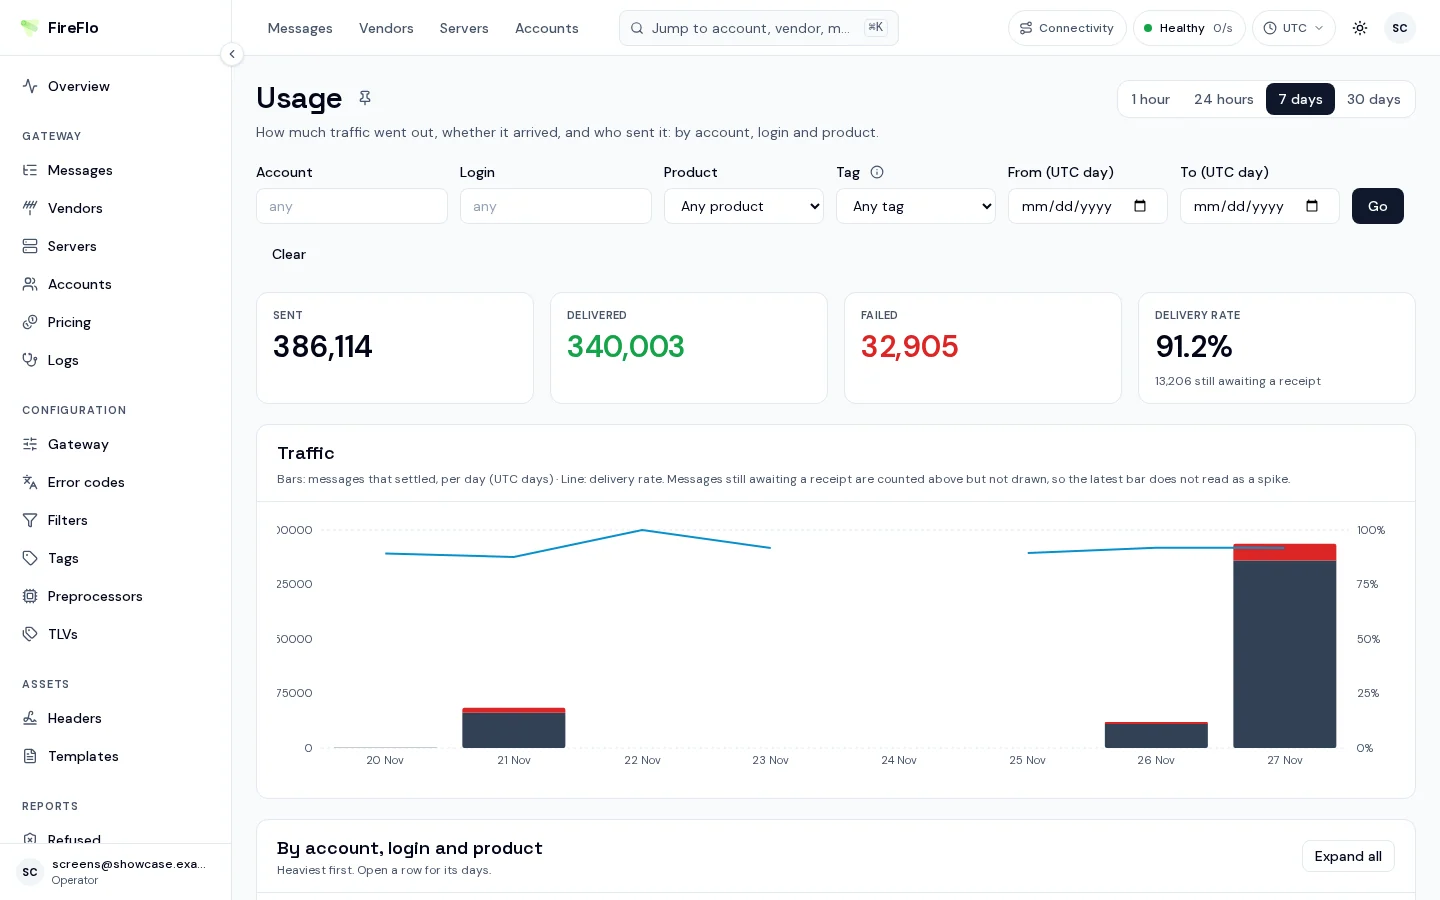 FireFlo
Messages Vendors Servers Accounts
Jump to account, vendor, m... ⌘K
Connectivity
Healthy 0/s
UTC
SC
Overview
GATEWAY
Messages
Vendors
Servers
Accounts
Pricing
Logs
CONFIGURATION
Gateway
Error codes
Filters
Tags
Preprocessors
TLVs
ASSETS
Headers
Templates
REPORTS
Refused
SC
screens@showcase.exa...
Operator
Usage
1 hour 24 hours 7 days 30 days
How much traffic went out, whether it arrived, and who sent it: by account, login and product.
Account Login Product Tag From (UTC day) To (UTC day)
any any Any product Any tag mm/dd/yyyy mm/dd/yyyy Go
Clear
SENT
386,114
DELIVERED
340,003
FAILED
32,905
DELIVERY RATE
91.2%
13,206 still awaiting a receipt
Traffic
Bars: messages that settled, per day (UTC days) · Line: delivery rate. Messages still awaiting a receipt are counted above but not drawn, so the latest bar does not read as a spike.
00000 100%
25000 75%
50000 50%
75000 25%
0 0%
20 Nov 21 Nov 22 Nov 23 Nov 24 Nov 25 Nov 26 Nov 27 Nov
By account, login and product
Heaviest first. Open a row for its days.
Expand all